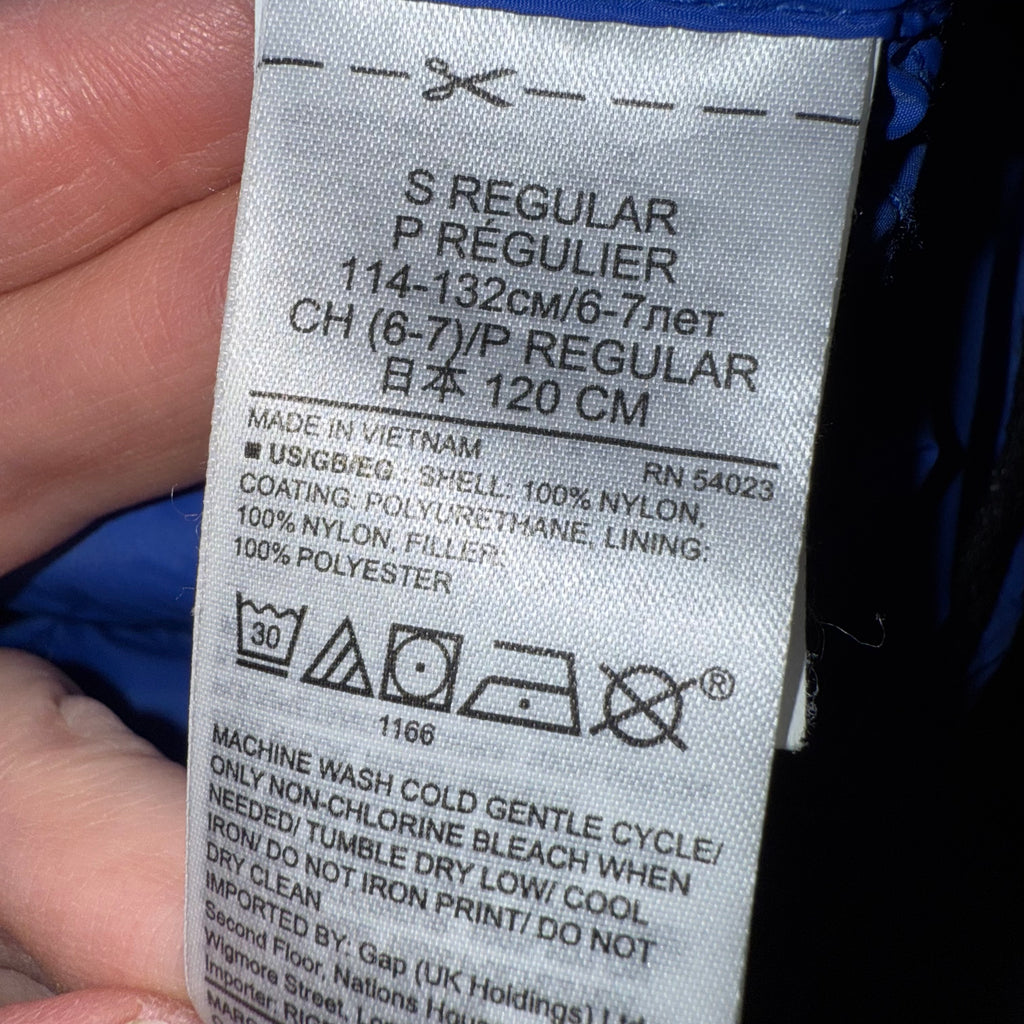 S REGULAR
P RÉGULIER
114-132см/6-7лет
CH (6-7)/P REGULAR
日本 120 CM
MADE IN VIETNAM
RN 54023
US/GB/EG SHELL: 100% NYLON,
COATING: POLYURETHANE, LINING:
100% NYLON, FILLER:
100% POLYESTER
30
®
1166
MACHINE WASH COLD GENTLE CYCLE/
ONLY NON-CHLORINE BLEACH WHEN
NEEDED/ TUMBLE DRY LOW/ COOL
IRON/ DO NOT IRON PRINT/ DO NOT
DRY CLEAN
IMPORTED BY: Gap (UK Holdings)
Second Floor, Nations
Wigmore Street,
Importer: